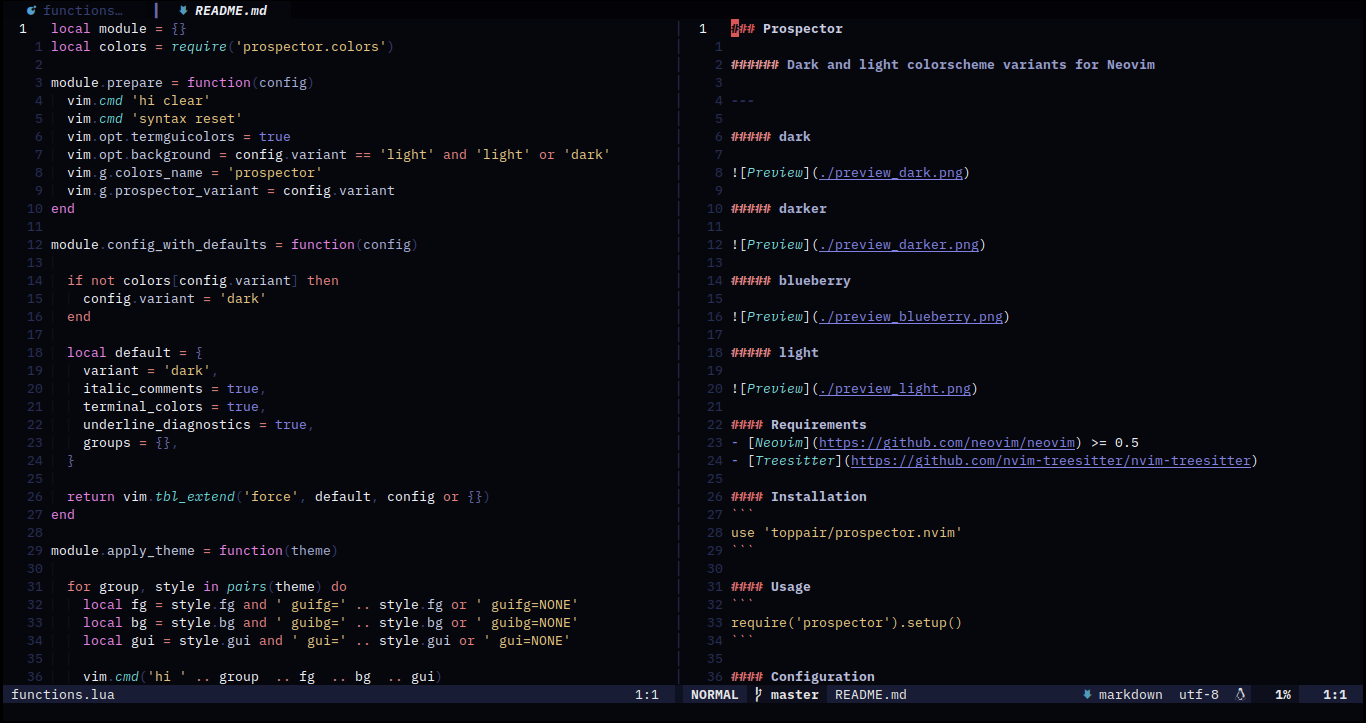 functions…
README.md
1 local module = {}
1 local colors = require('prospector.colors')
2
3 module.prepare = function(config)
4 vim.cmd 'hi clear'
5 vim.cmd 'syntax reset'
6 vim.opt.termguicolors = true
7 vim.opt.background = config.variant == 'light' and 'light' or 'dark'
8 vim.g.colors_name = 'prospector'
9 vim.g.prospector_variant = config.variant
10 end
11
12 module.config_with_defaults = function(config)
13
14 if not colors[config.variant] then
15 config.variant = 'dark'
16 end
17
18 local default = {
19 variant = 'dark',
20 italic_comments = true,
21 terminal_colors = true,
22 underline_diagnostics = true,
23 groups = {},
24 }
25
26 return vim.tbl_extend('force', default, config or {})
27 end
28
29 module.apply_theme = function(theme)
30
31 for group, style in pairs(theme) do
32 local fg = style.fg and ' guifg=' .. style.fg or ' guifg=NONE'
33 local bg = style.bg and ' guibg=' .. style.bg or ' guibg=NONE'
34 local gui = style.gui and ' gui=' .. style.gui or ' gui=NONE'
35
36 vim.cmd('hi ' .. group .. fg .. bg .. gui)
functions.lua 1:1
1 ### Prospector
1
2 ###### Dark and light colorscheme variants for Neovim
3
4 ---
5
6 ##### dark
7
8 ![Preview](./preview_dark.png)
9
10 ##### darker
11
12 ![Preview](./preview_darker.png)
13
14 ##### blueberry
15
16 ![Preview](./preview_blueberry.png)
17
18 ##### light
19
20 ![Preview](./preview_light.png)
21
22 #### Requirements
23 - [Neovim](https://github.com/neovim/neovim) >= 0.5
24 - [Treesitter](https://github.com/nvim-treesitter/nvim-treesitter)
25
26 #### Installation
27 ```
28 use 'toppair/prospector.nvim'
29 ```
30
31 #### Usage
32 ```
33 require('prospector').setup()
34 ```
35
36 #### Configuration
NORMAL master README.md markdown utf-8 1% 1:1